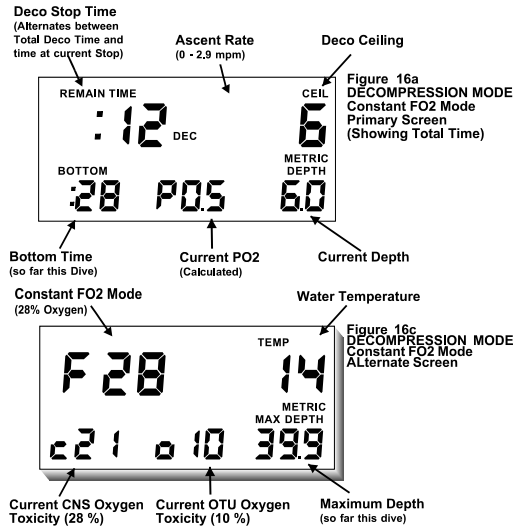 Deco Stop Time
(Alternates between
Total Deco Time and
time at current Stop)
Ascent Rate
(0 - 2.9 mpm)
Deco Ceiling
REMAIN TIME
CEIL
:12 DEC
6
BOTTOM
METRIC
DEPTH
:28 P0.5 6.0
Figure 16a
DECOMPRESSION MODE
Constant FO2 Mode
Primary Screen
(Showing Total Time)
Bottom Time
(so far this Dive)
Current PO2
(Calculated)
Current Depth
Constant FO2 Mode
(28% Oxygen)
Water Temperature
TEMP
F28 14
METRIC
MAX DEPTH
c21 o10 39.9
Figure 16c
DECOMPRESSION MODE
Constant FO2 Mode
ALternate Screen
Current CNS Oxygen
Toxicity (28 %)
Current OTU Oxygen
Toxicity (10 %)
Maximum Depth
(so far this dive)